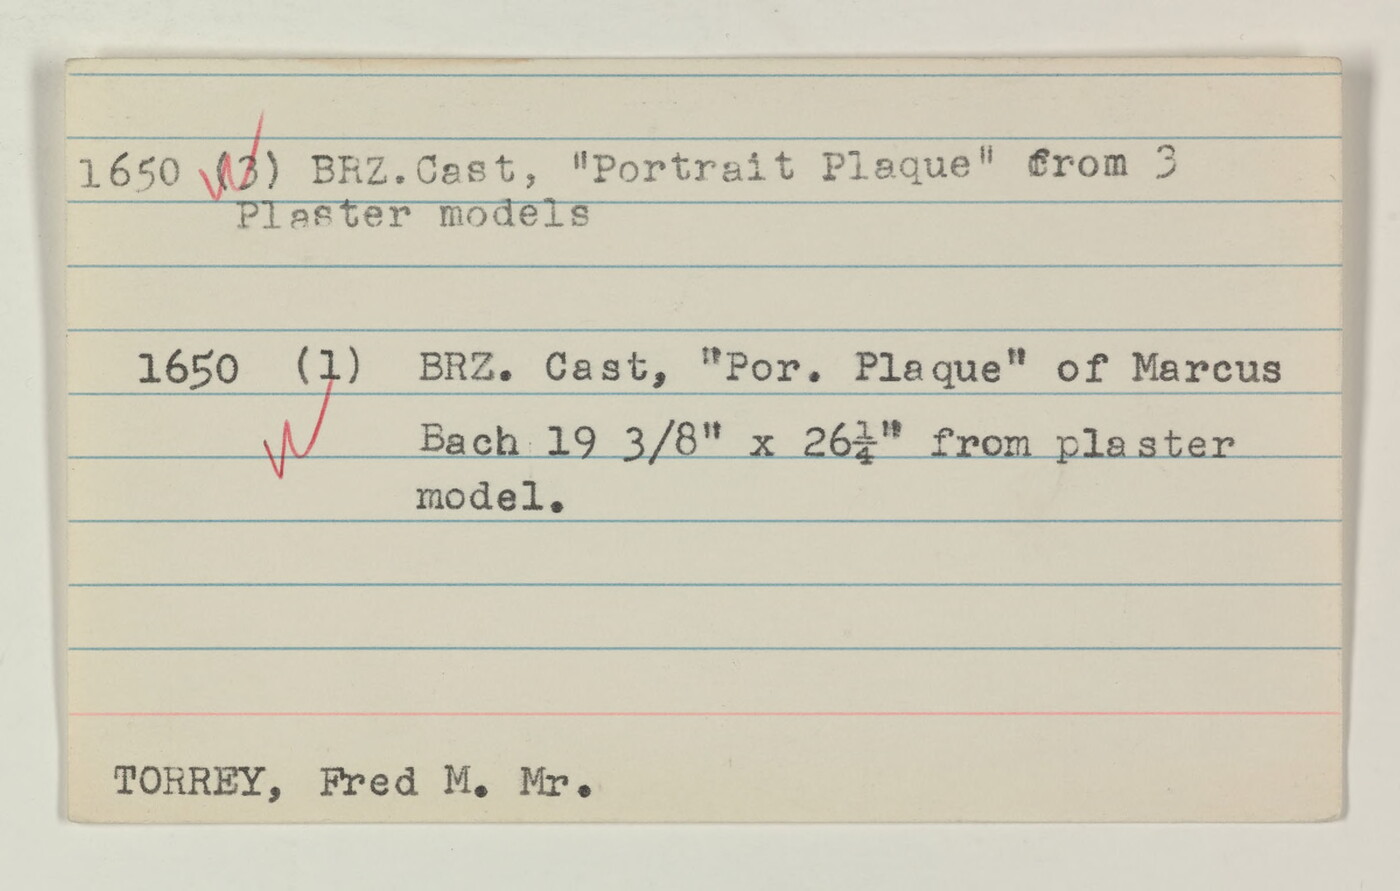 1650 (3) BRZ.Cast, "Portrait Plaque" from 3
Plaster models
1650 (1) BRZ. Cast, "Por. Plaque" of Marcus
Bach 19 3/8" x 26¼" from plaster
model.
TORREY, Fred M. Mr.